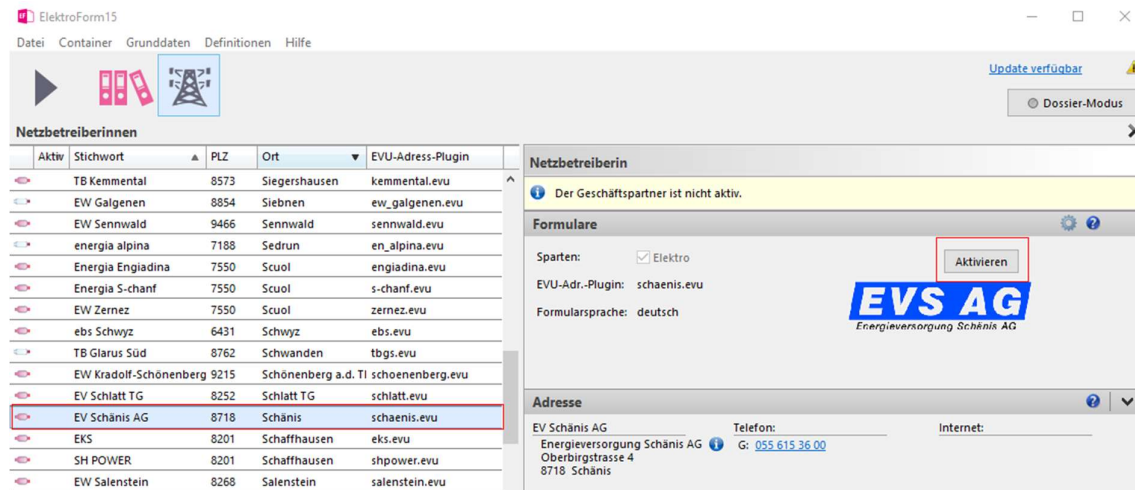 ElektroForm15
Datei Container Grunddaten Definitionen Hilfe
Update verfügbar
Dossier-Modus
Netzbetreiberinnen
Aktiv Stichwort PLZ Ort EVU-Adress-Plugin
TB Kemmental 8573 Siegershausen kemmental.evu
EW Galgenen 8854 Siebnen ew_galgenen.evu
EW Sennwald 9466 Sennwald sennwald.evu
energia alpina 7188 Sedrun en_alpina.evu
Energia Engiadina 7550 Scuol engiadina.evu
Energia S-chanf 7550 Scuol s-chanf.evu
EW Zernez 7550 Scuol zernez.evu
ebs Schwyz 6431 Schwyz ebs.evu
TB Glarus Süd 8762 Schwanden tbgs.evu
EW Kradolf-Schönenberg 9215 Schönenberg a.d. schoenenberg.evu
EV Schlatt TG 8252 Schlatt TG schlatt.evu
EV Schänis AG 8718 Schänis schaenis.evu
EKS 8201 Schaffhausen eks.evu
SH POWER 8201 Schaffhausen shpower.evu
EW Salenstein 8268 Salenstein salenstein.evu
Netzbetreiberin
Der Geschäftspartner ist nicht aktiv.
Formulare
Sparten: Elektro
Aktivieren
EVU-Adr.-Plugin: schaenis.evu
Formularsprache: deutsch
EVS AG
Energieversorgung Schänis AG
Adresse
EV Schänis AG Telefon: Internet:
Energieversorgung Schänis AG G: 055 615 36 00
Oberbirgstrasse 4
8718 Schänis